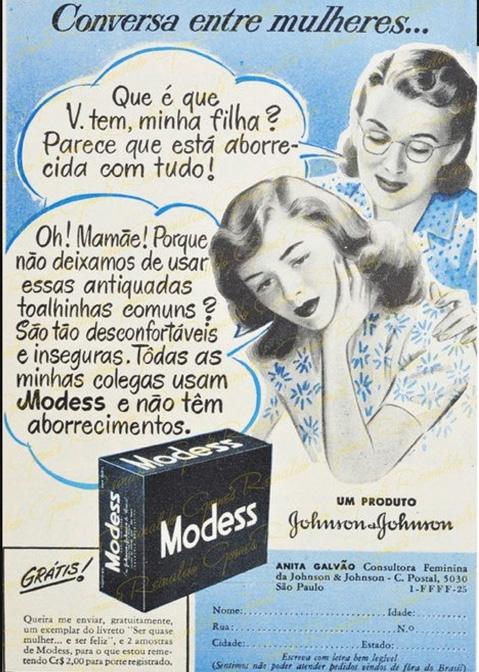 Conversa entre mulheres...
Que é que
V. tem, minha filha?
Parece que está aborre-
cida com tudo!
Oh! Mamãe! Porque
não deixamos de usar
essas antiquadas
toalhinhas comuns?
São tão desconfortáveis
e inseguras. Tôdas as
minhas colegas usam
Modess e não têm
aborrecimentos.
Modess
Modess
Modess
UM PRODUTO
Johnson & Johnson
GRÁTIS!
Queira me enviar, gratuitamente,
um exemplar do livreto "Ser quase
mulher... e ser feliz", e 2 amostras
de Modess, para o que estou reme-
tendo Cr$ 2,00 para porte registrado.
ANITA GALVÃO Consultora Feminina
da Johnson & Johnson - C. Postal, 5030
São Paulo 1-FFFF-25
Nome: Idade:
Rua: N.o
Cidade: Estado:
Escreva com letra bem legível
(Sentimos não poder atender pedidos vindos de fóra do Brasil)